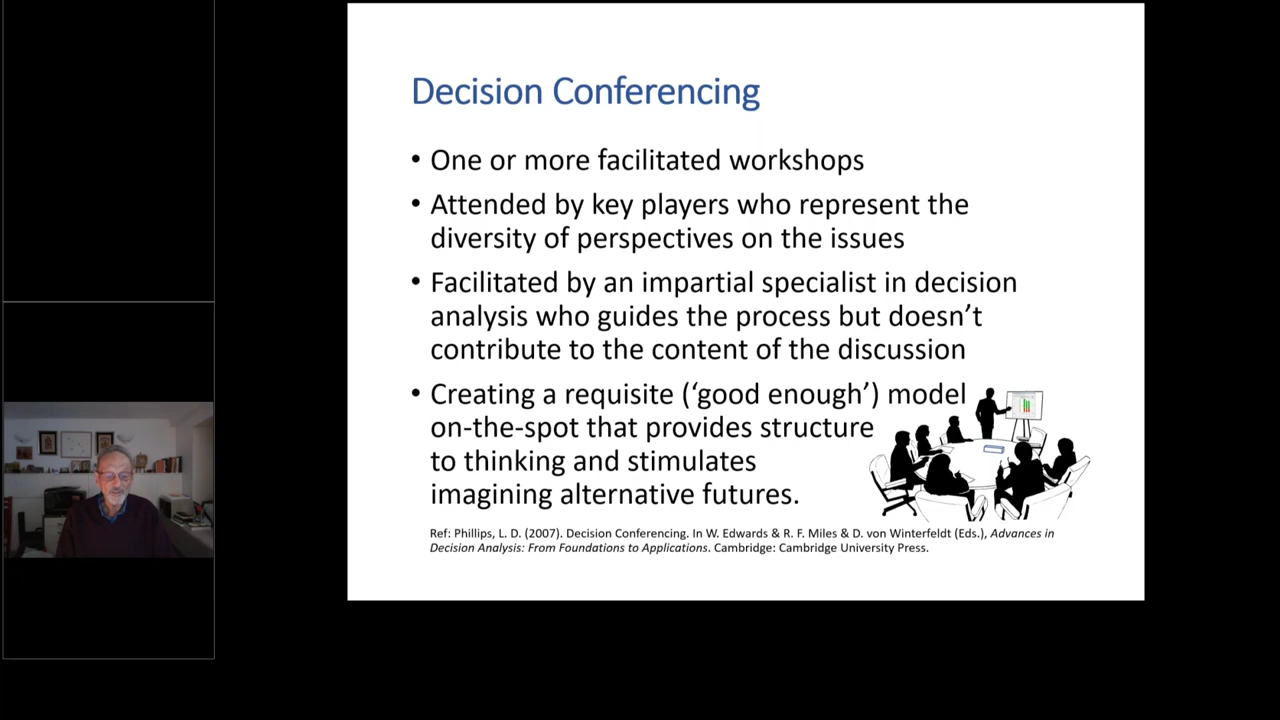 Decision Conferencing
• One or more facilitated workshops
• Attended by key players who represent the
diversity of perspectives on the issues
• Facilitated by an impartial specialist in decision
analysis who guides the process but doesn’t
contribute to the content of the discussion
• Creating a requisite (‘good enough’) model
on-the-spot that provides structure
to thinking and stimulates
imagining alternative futures.
Ref: Phillips, L. D. (2007). Decision Conferencing. In W. Edwards & R. F. Miles & D. von Winterfeldt (Eds.), Advances in
Decision Analysis: From Foundations to Applications. Cambridge: Cambridge University Press.